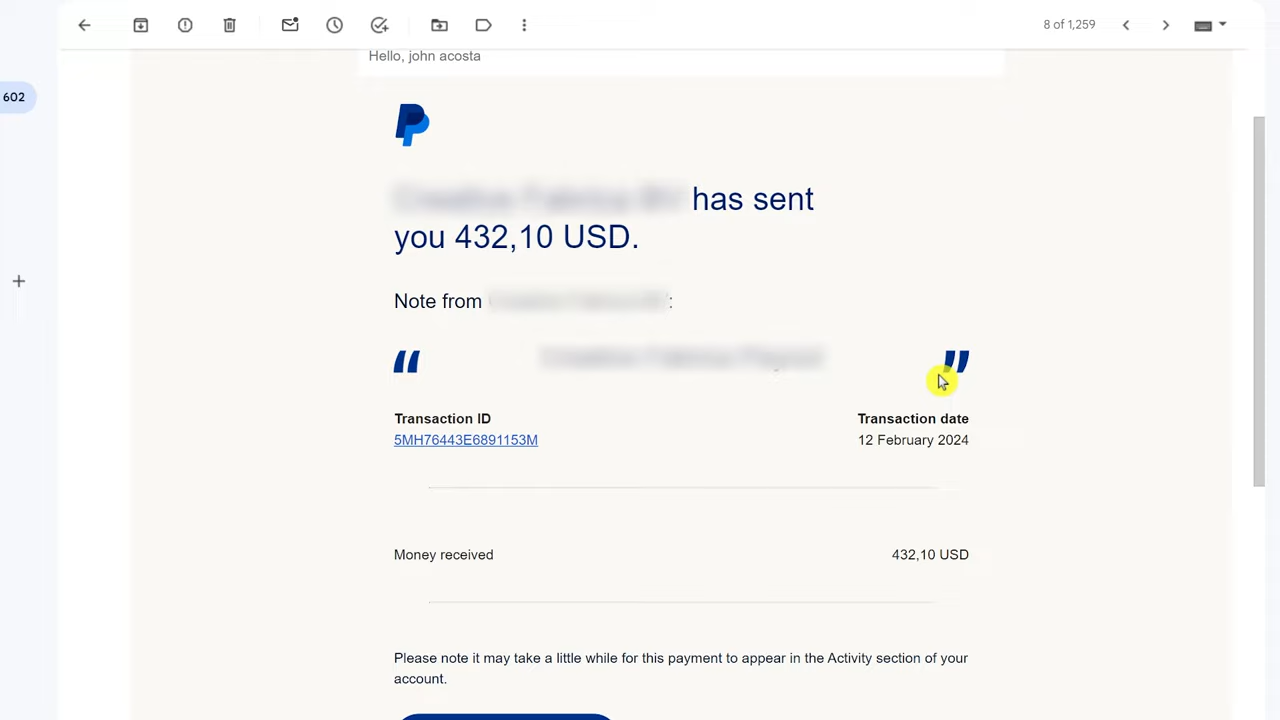 8 of 1,259
Hello, john acosta
602
has sent
you 432,10 USD.
Note from :
“ ”
Transaction ID
Transaction date
5MH76443E6891153M
12 February 2024
Money received
432,10 USD
Please note it may take a little while for this payment to appear in the Activity section of your
account.